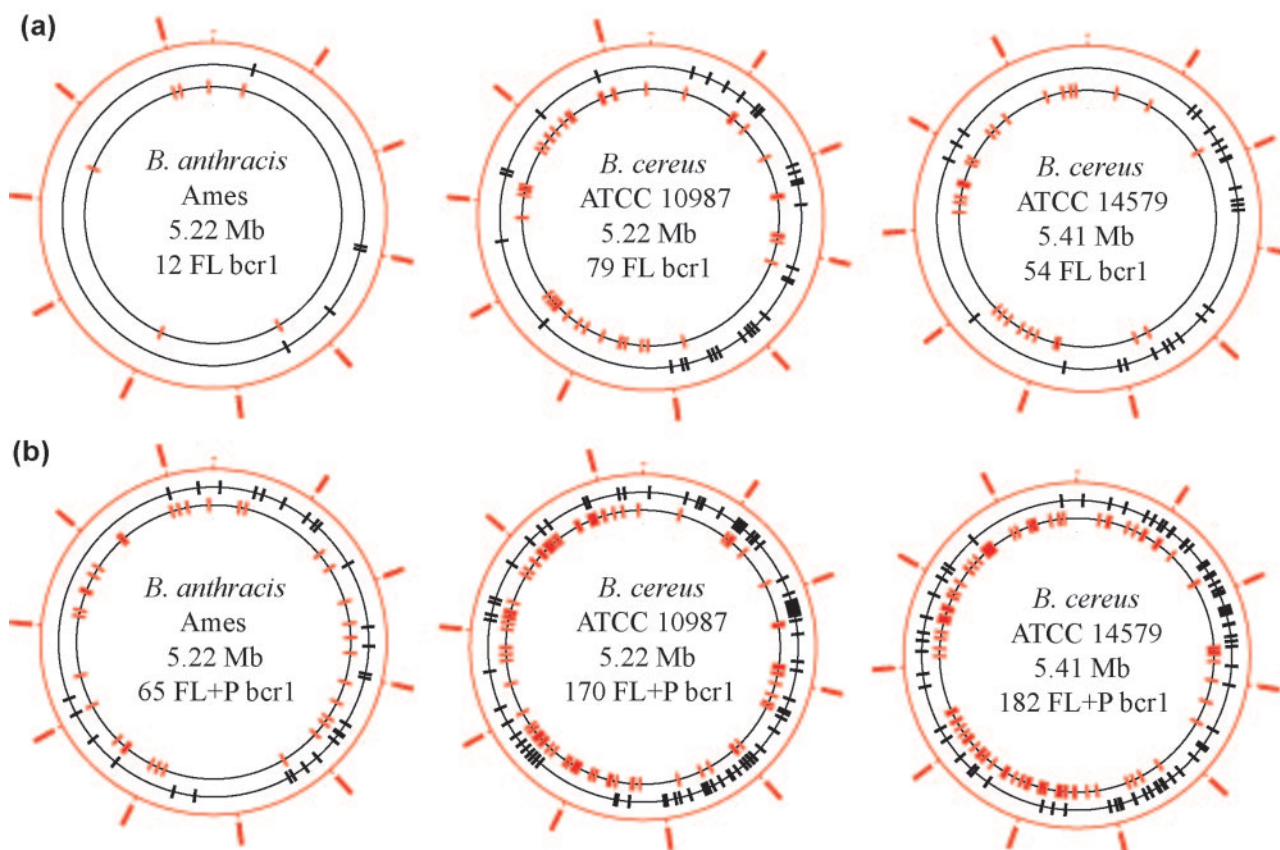 (a)
B. anthracis
Ames
5.22 Mb
12 FL bcr1
B. cereus
ATCC 10987
5.22 Mb
79 FL bcr1
B. cereus
ATCC 14579
5.41 Mb
54 FL bcr1
(b)
B. anthracis
Ames
5.22 Mb
65 FL+P bcr1
B. cereus
ATCC 10987
5.22 Mb
170 FL+P bcr1
B. cereus
ATCC 14579
5.41 Mb
182 FL+P bcr1